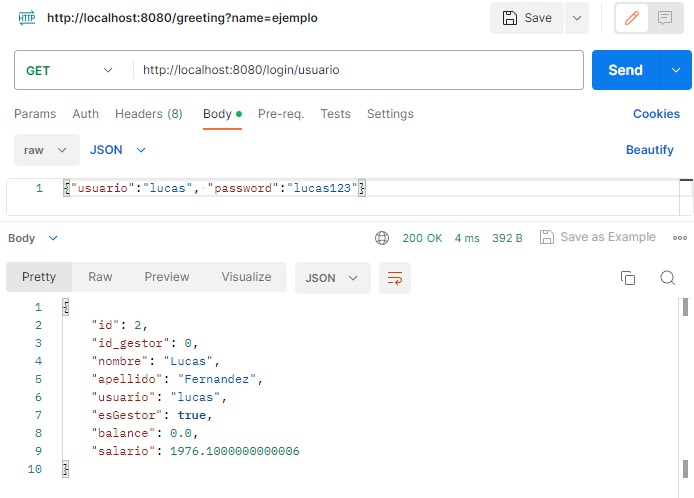 HTTP http://localhost:8080/greeting?name=ejemplo Save
GET http://localhost:8080/login/usuario Send
Params Auth Headers (8) Body Pre-req. Tests Settings Cookies
raw JSON Beautify
1 {"usuario":"lucas", "password":"lucas123"}
Body 200 OK 4 ms 392 B Save as Example
Pretty Raw Preview Visualize JSON
1 {
2 "id": 2,
3 "id_gestor": 0,
4 "nombre": "Lucas",
5 "apellido": "Fernandez",
6 "usuario": "lucas",
7 "esGestor": true,
8 "balance": 0.0,
9 "salario": 1976.1000000000006
10 }